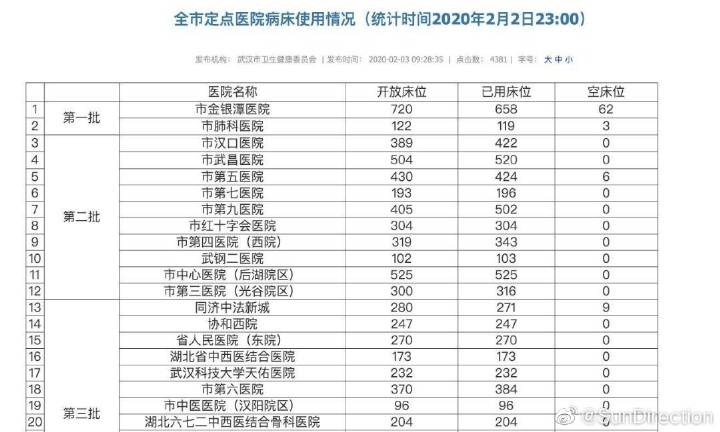 全市定点医院病床使用情况（统计时间2020年2月2日23:00）
发布机构： 武汉市卫生健康委员会 | 发布时间： 2020-02-03 09:28:35 | 点击数： 4381 | 字号： 大 中 小
医院名称 开放床位 已用床位 空床位
第一批
1 市金银潭医院 720 658 62
2 市肺科医院 122 119 3
第二批
3 市汉口医院 389 422 0
4 市武昌医院 504 520 0
5 市第五医院 430 424 6
6 市第七医院 193 196 0
7 市第九医院 405 502 0
8 市红十字会医院 304 304 0
9 市第四医院（西院） 319 343 0
10 武钢二医院 102 103 0
11 市中心医院（后湖院区） 525 525 0
12 市第三医院（光谷院区） 300 316 0
第三批
13 同济中法新城 280 271 9
14 协和西院 247 247 0
15 省人民医院（东院） 270 270 0
16 湖北省中西医结合医院 173 173 0
17 武汉科技大学天佑医院 232 232 0
18 市第六医院 370 384 0
19 市中医医院（汉阳院区） 96 96 0
20 湖北六七二中西医结合骨科医院 204 204 0
@SunDirection